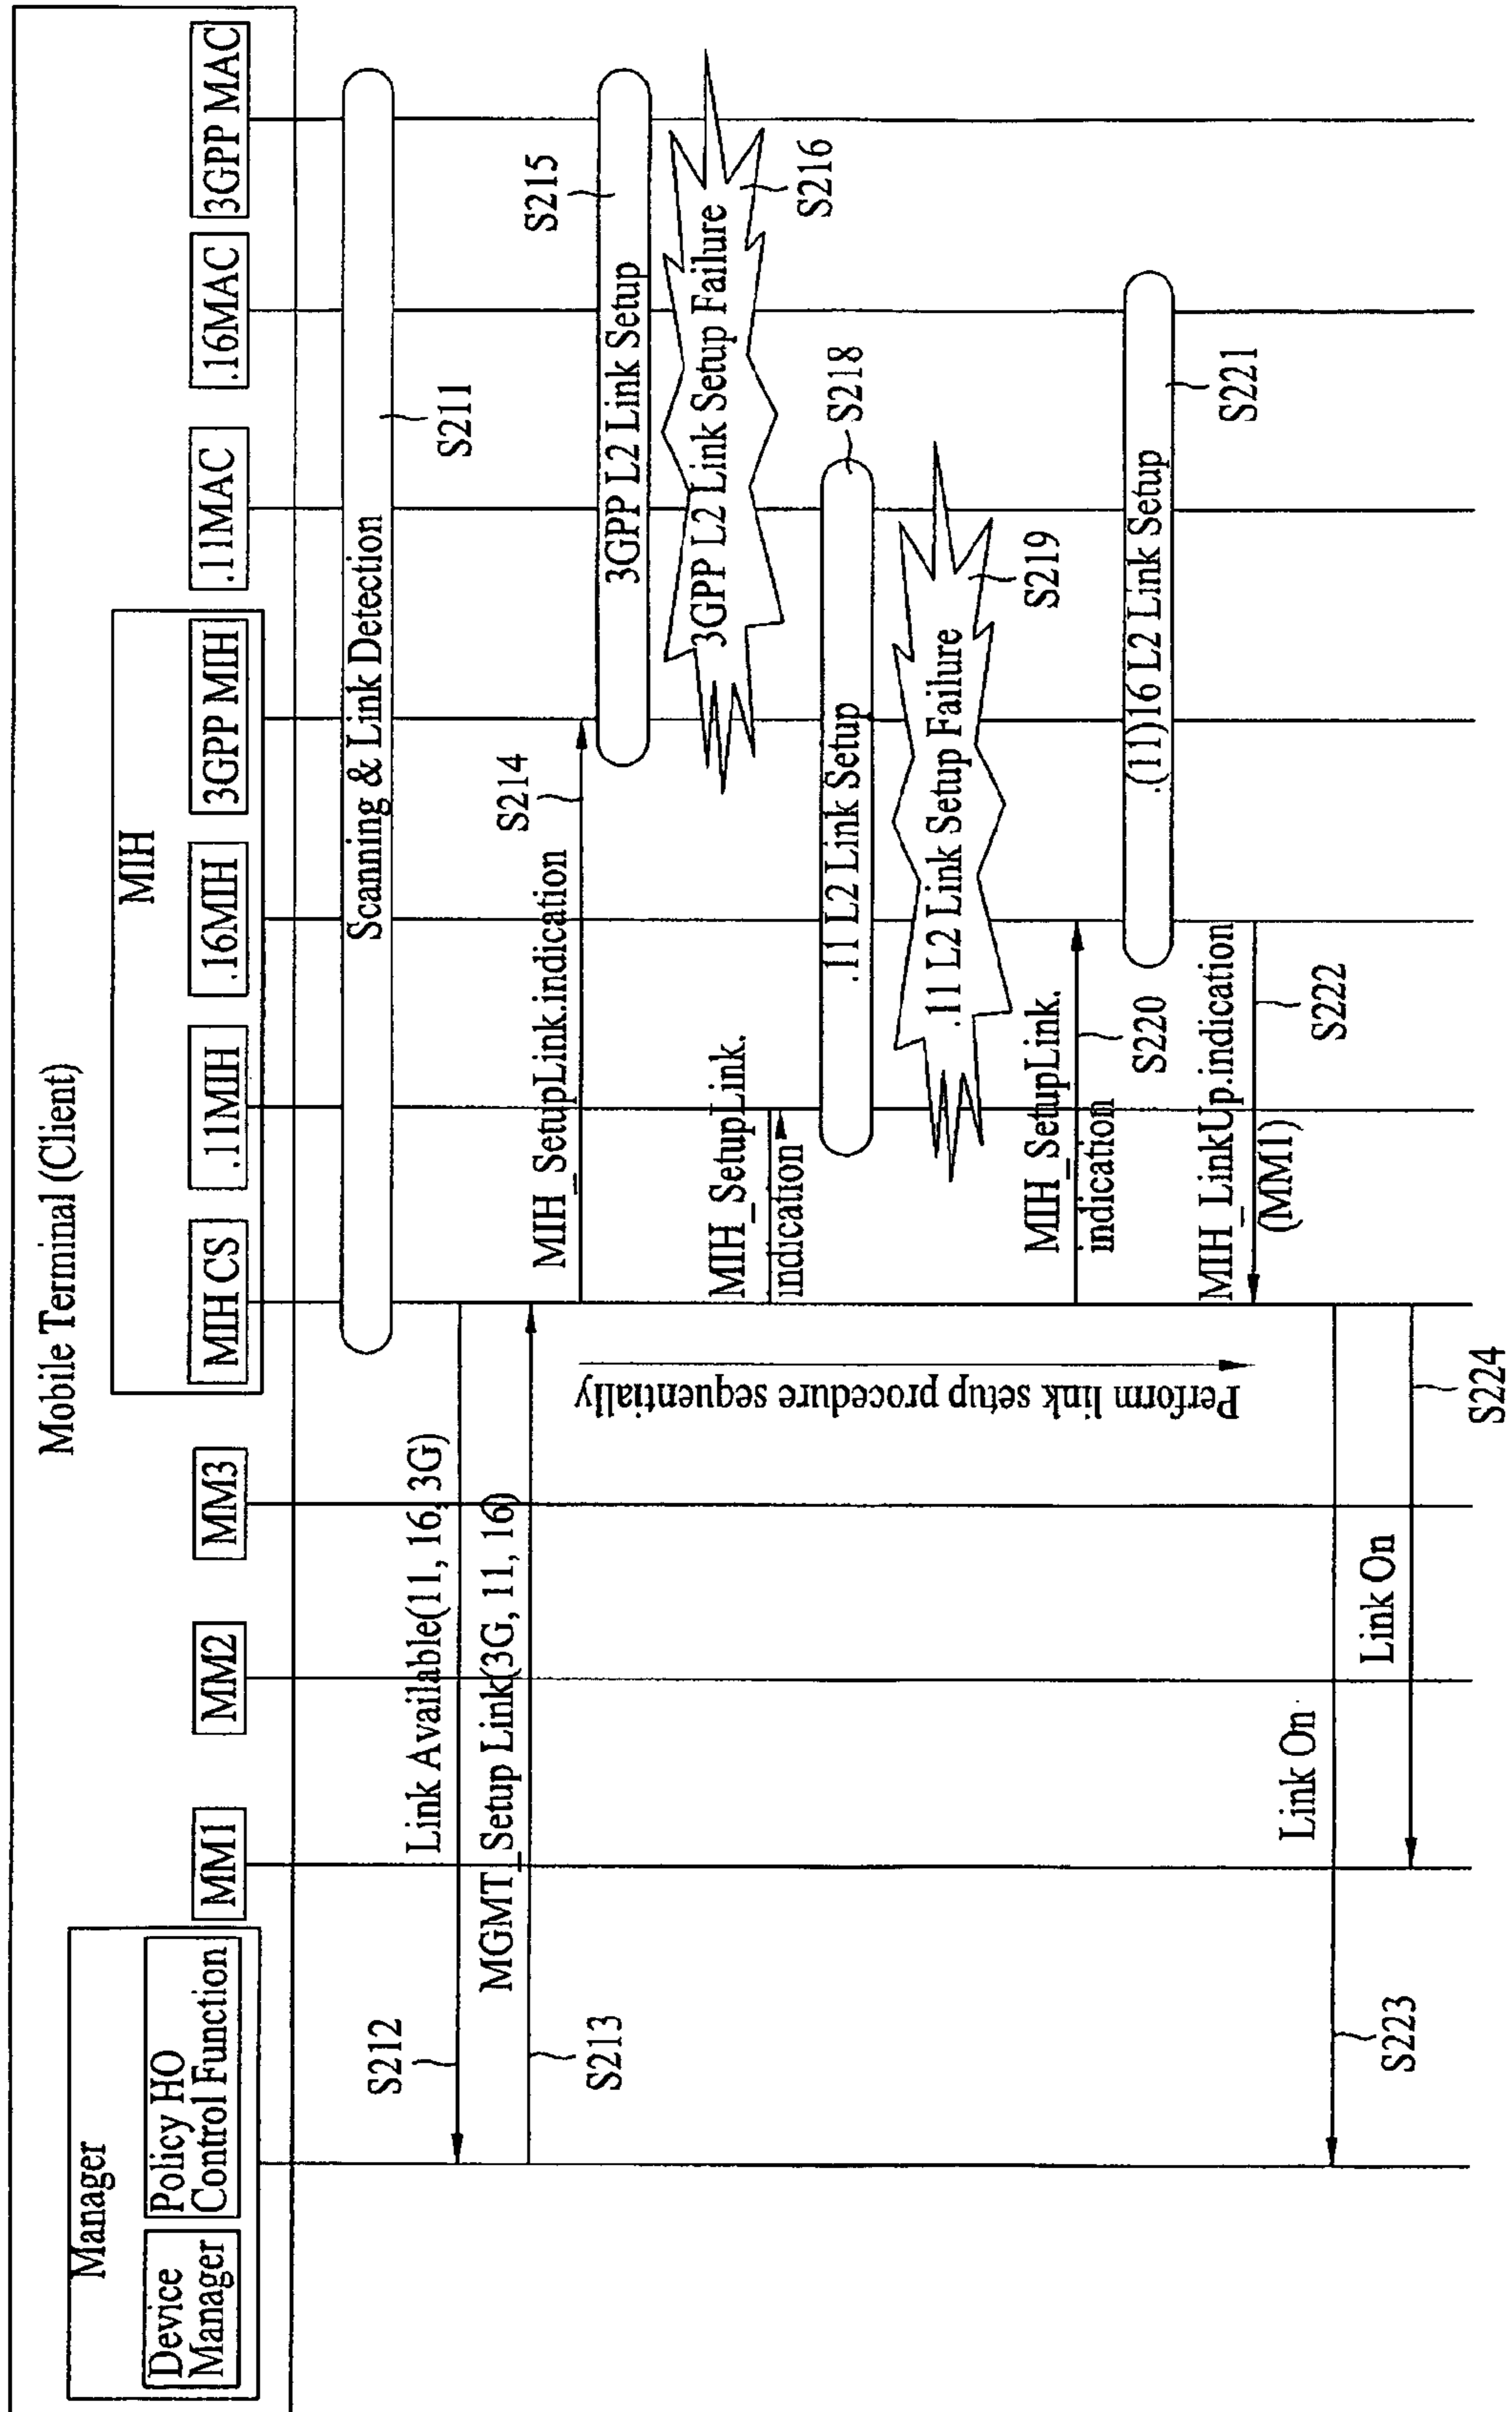 Mobile Terminal (Client)
Manager
Device
Manager
Policy HO
Control Function
MM1
MM2
MM3
MIH
MIH CS
.11MIH
.16MIH
3GPP MIH
.11MAC
.16MAC
3GPP MAC
Scanning & Link Detection
S211
Link Available(11, 16, 3G)
S212
MGMT_Setup Link(3G, 11, 16)
S213
MIH_SetupLink.indication
S214
3GPP L2 Link Setup
S215
3GPP L2 Link Setup Failure
S216
Perform link setup procedure sequentially
MIH_SetupLink.
indication
.11 L2 Link Setup
S218
.11 L2 Link Setup Failure
S219
MIH_SetupLink.
indication
S220
.(11)16 L2 Link Setup
S221
MIH_LinkUp.indication
(MM1)
S222
Link On
S223
Link On
S224